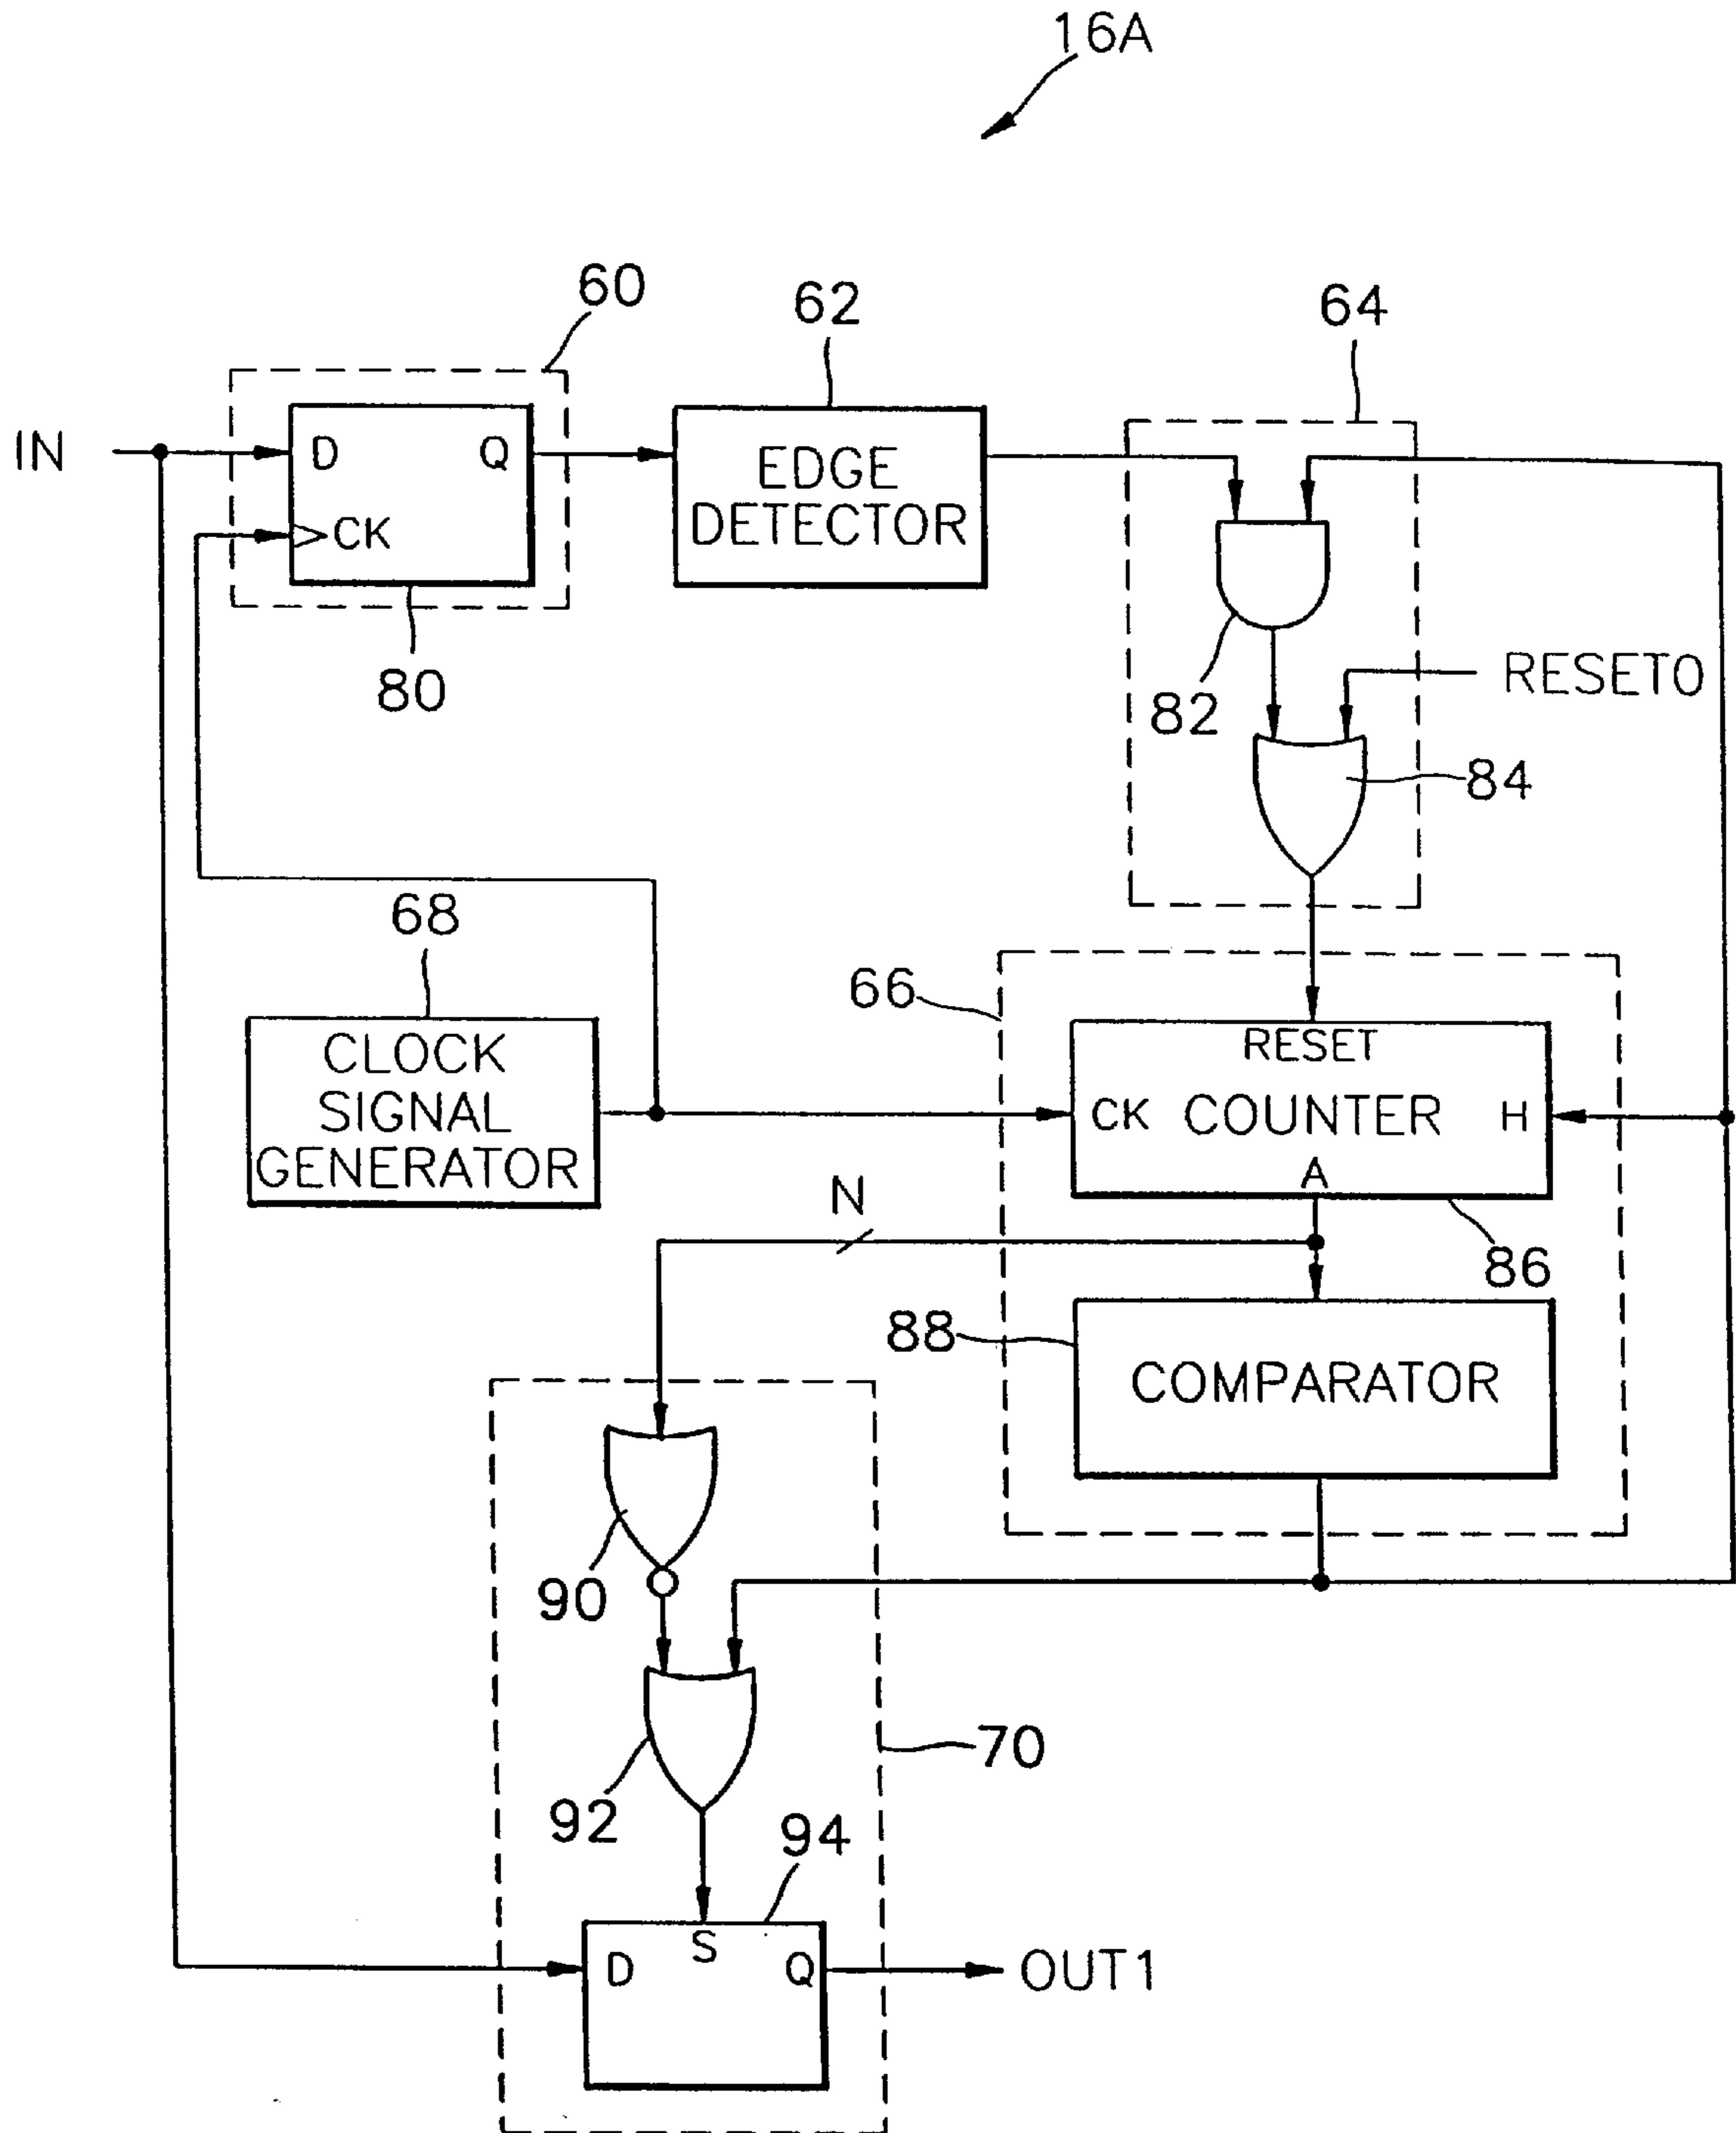 16A
60
62
64
IN
D
Q
CK
EDGE
DETECTOR
80
82
RESET0
84
68
66
CLOCK
SIGNAL
GENERATOR
RESET
CK
COUNTER
H
A
N
86
88
COMPARATOR
90
70
92
94
D
S
Q
OUT1